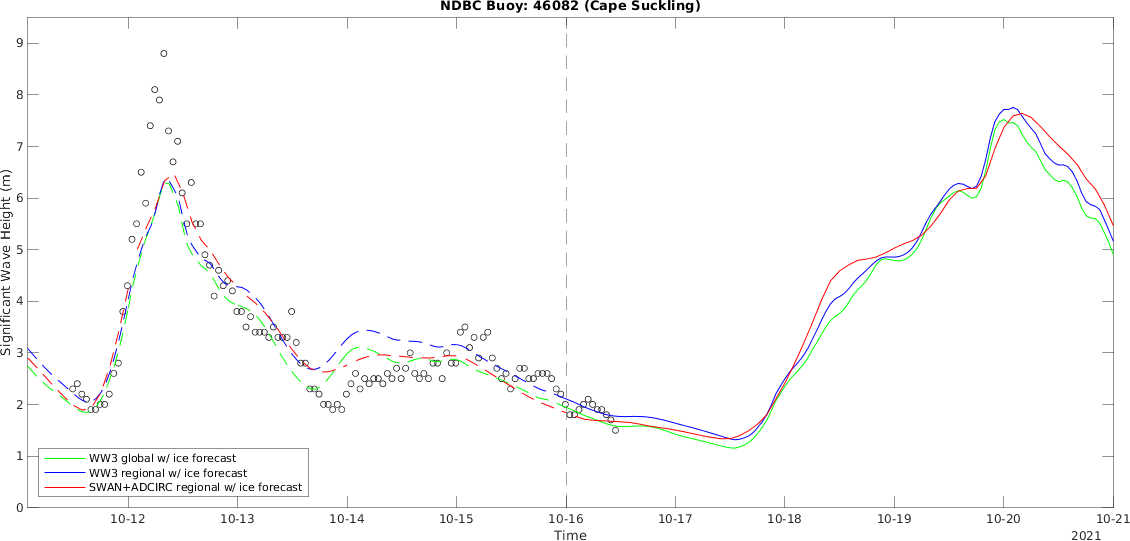 NDBC Buoy: 46082 (Cape Suckling)
Significant Wave Height (m)
9
8
7
6
5
4
3
2
1
0
WW3 global w/ ice forecast
WW3 regional w/ ice forecast
SWAN+ADCIRC regional w/ ice forecast
10-12 10-13 10-14 10-15 10-16 10-17 10-18 10-19 10-20 10-21
Time
2021